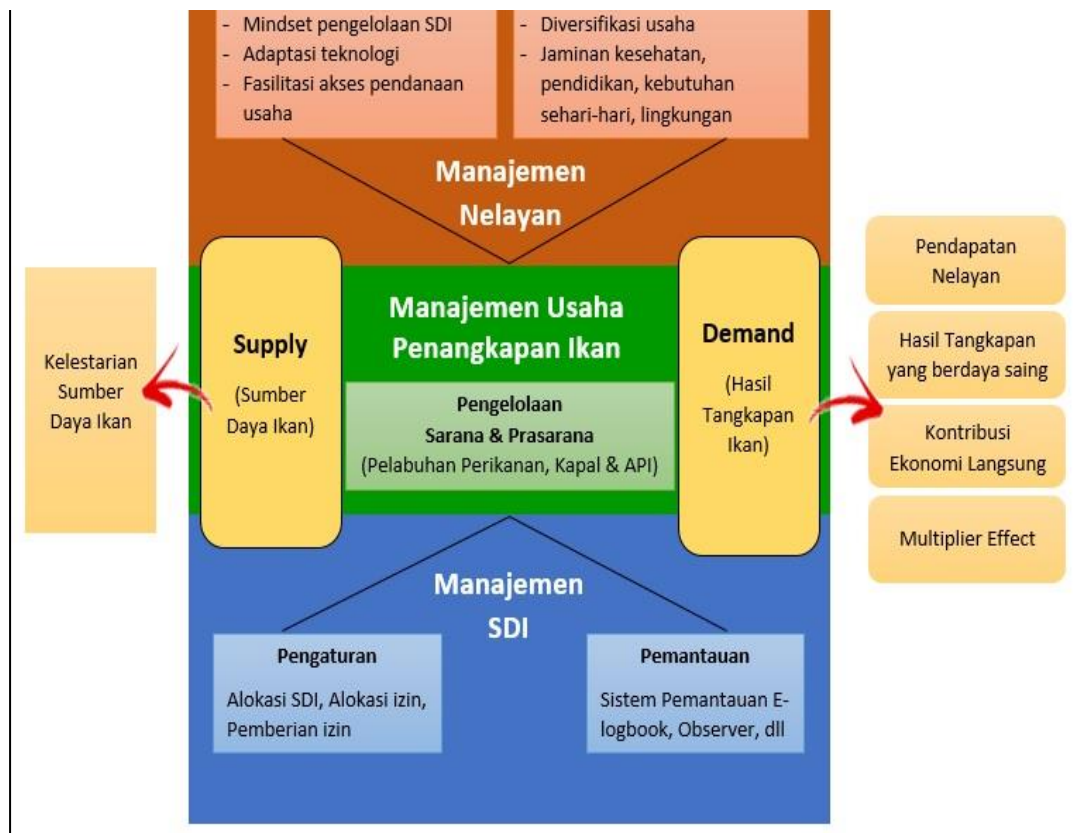 - Mindset pengelolaan SDI
- Adaptasi teknologi
- Fasilitasi akses pendanaan
usaha
- Diversifikasi usaha
- Jaminan kesehatan,
pendidikan, kebutuhan
sehari-hari, lingkungan
Manajemen
Nelayan
Kelestarian
Sumber
Daya Ikan
Supply
(Sumber
Daya Ikan)
Manajemen Usaha
Penangkapan Ikan
Pengelolaan
Sarana & Prasarana
(Pelabuhan Perikanan, Kapal & API)
Demand
(Hasil
Tangkapan
Ikan)
Pendapatan
Nelayan
Hasil Tangkapan
yang berdaya saing
Kontribusi
Ekonomi Langsung
Multiplier Effect
Manajemen
SDI
Pengaturan
Alokasi SDI, Alokasi izin,
Pemberian izin
Pemantauan
Sistem Pemantauan E-
logbook, Observer, dll